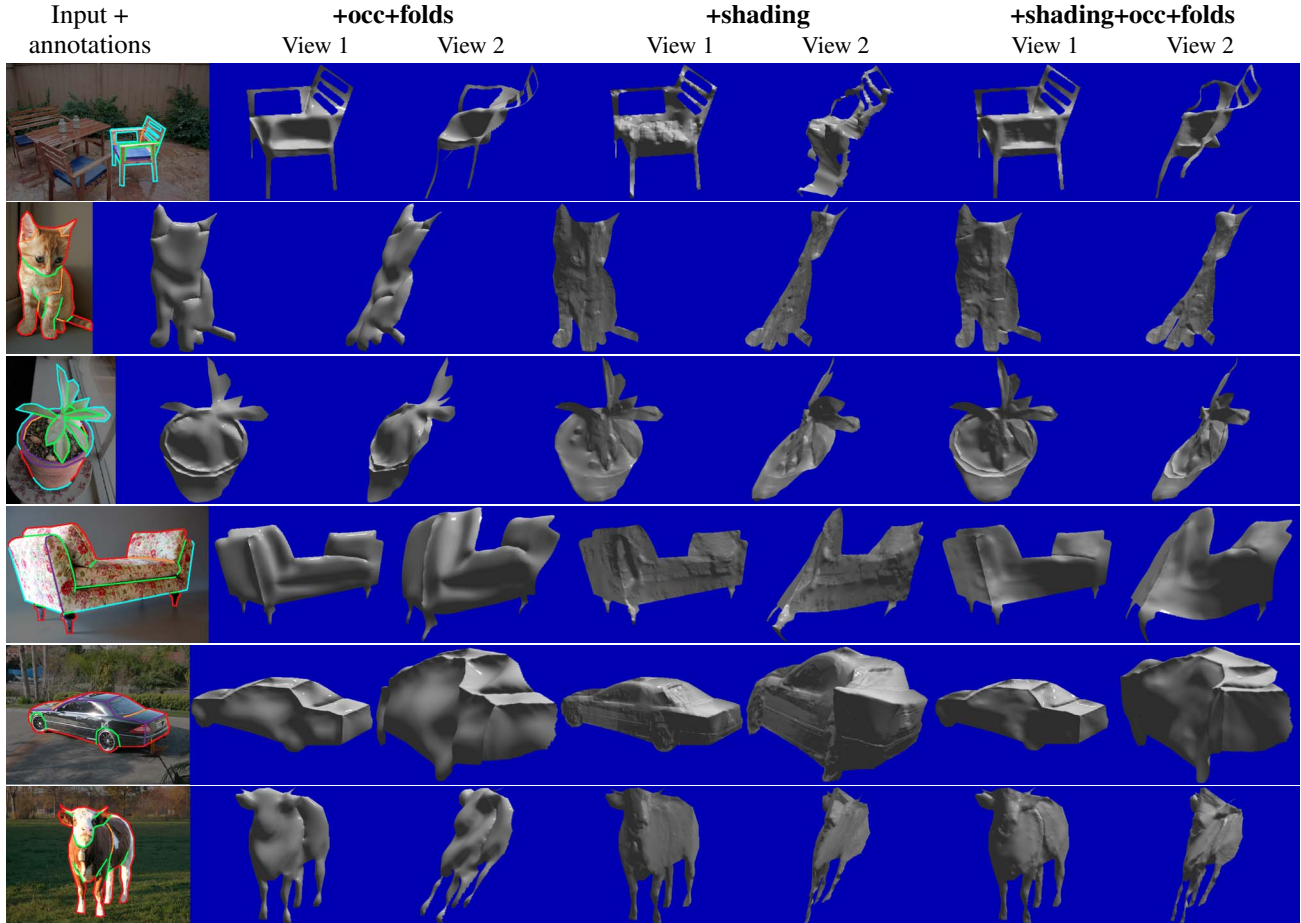 Input +
annotations
+occ+folds
+shading
+shading+occ+folds
View 1
View 2
View 1
View 2
View 1
View 2